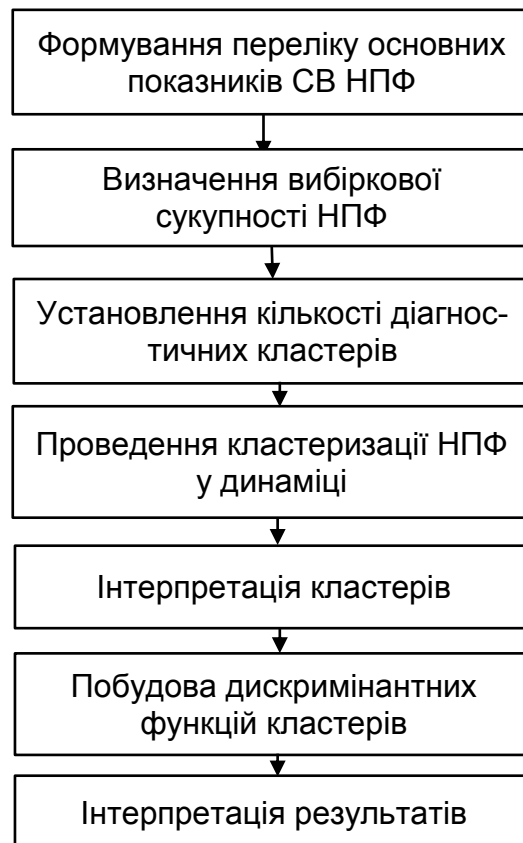 Формування переліку основних
показників СВ НПФ
Визначення вибіркової
сукупності НПФ
Установлення кількості діагнос-
тичних кластерів
Проведення кластеризації НПФ
у динаміці
Інтерпретація кластерів
Побудова дискримінантних
функцій кластерів
Інтерпретація результатів